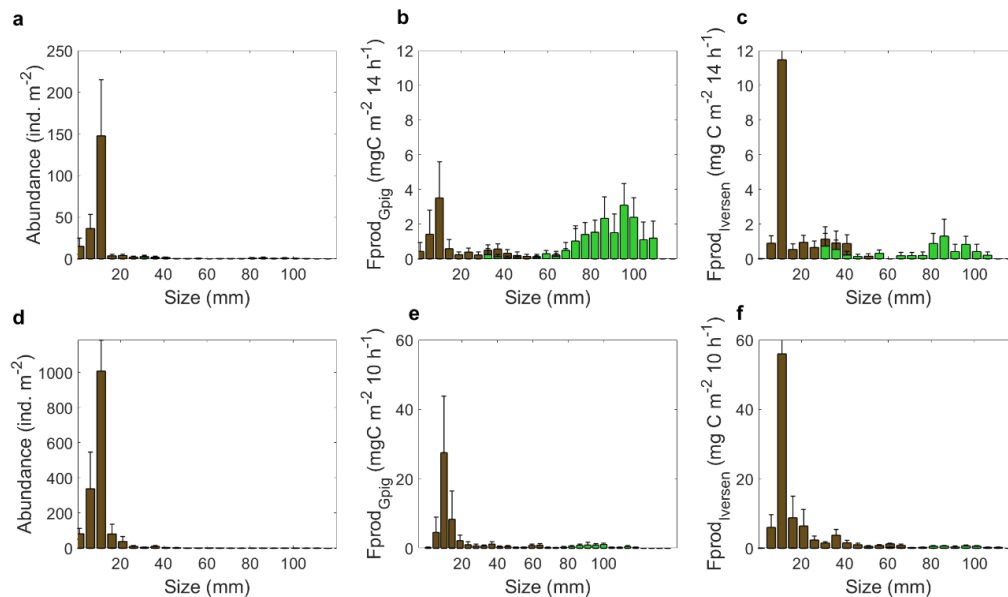 a
b
c
250
200
150
100
50
0
20 40 60 80 100
Abundance (ind. m⁻²)
Size (mm)
12
10
8
6
4
2
0
20 40 60 80 100
Fprod_Gpig (mgC m⁻² 14 h⁻¹)
Size (mm)
12
10
8
6
4
2
0
20 40 60 80 100
Fprod_Iversen (mg C m⁻² 14 h⁻¹)
Size (mm)
d
e
f
1000
800
600
400
200
0
20 40 60 80 100
Abundance (ind. m⁻²)
Size (mm)
60
40
20
0
20 40 60 80 100
Fprod_Gpig (mgC m⁻² 10 h⁻¹)
Size (mm)
60
40
20
0
20 40 60 80 100
Fprod_Iversen (mg C m⁻² 10 h⁻¹)
Size (mm)